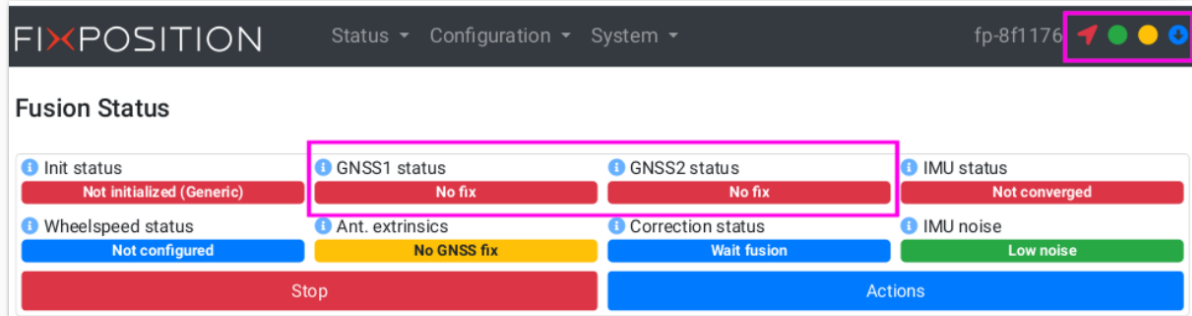 FIXPOSITION Status Configuration System fp-8f1176
Fusion Status
Init status GNSS1 status GNSS2 status IMU status
Not initialized (Generic) No fix No fix Not converged
Wheelspeed status Ant. extrinsics Correction status IMU noise
Not configured No GNSS fix Wait fusion Low noise
Stop Actions